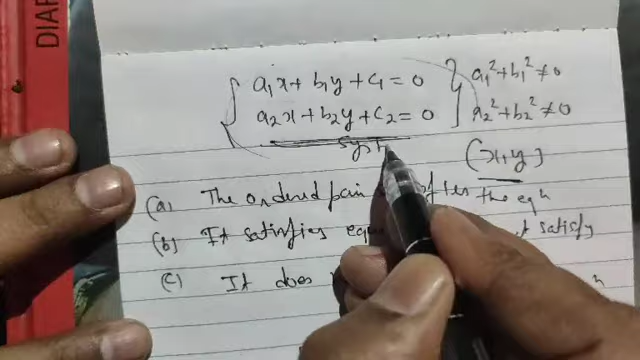 DIAR
a₁x + b₁y + c₁ = 0 a₁² + b₁² ≠ 0
a₂x + b₂y + c₂ = 0 a₂² + b₂² ≠ 0
syst
(x, y)
(a) The ordered pair the eqⁿ
(b) It satisfies satisfy
(c) It does